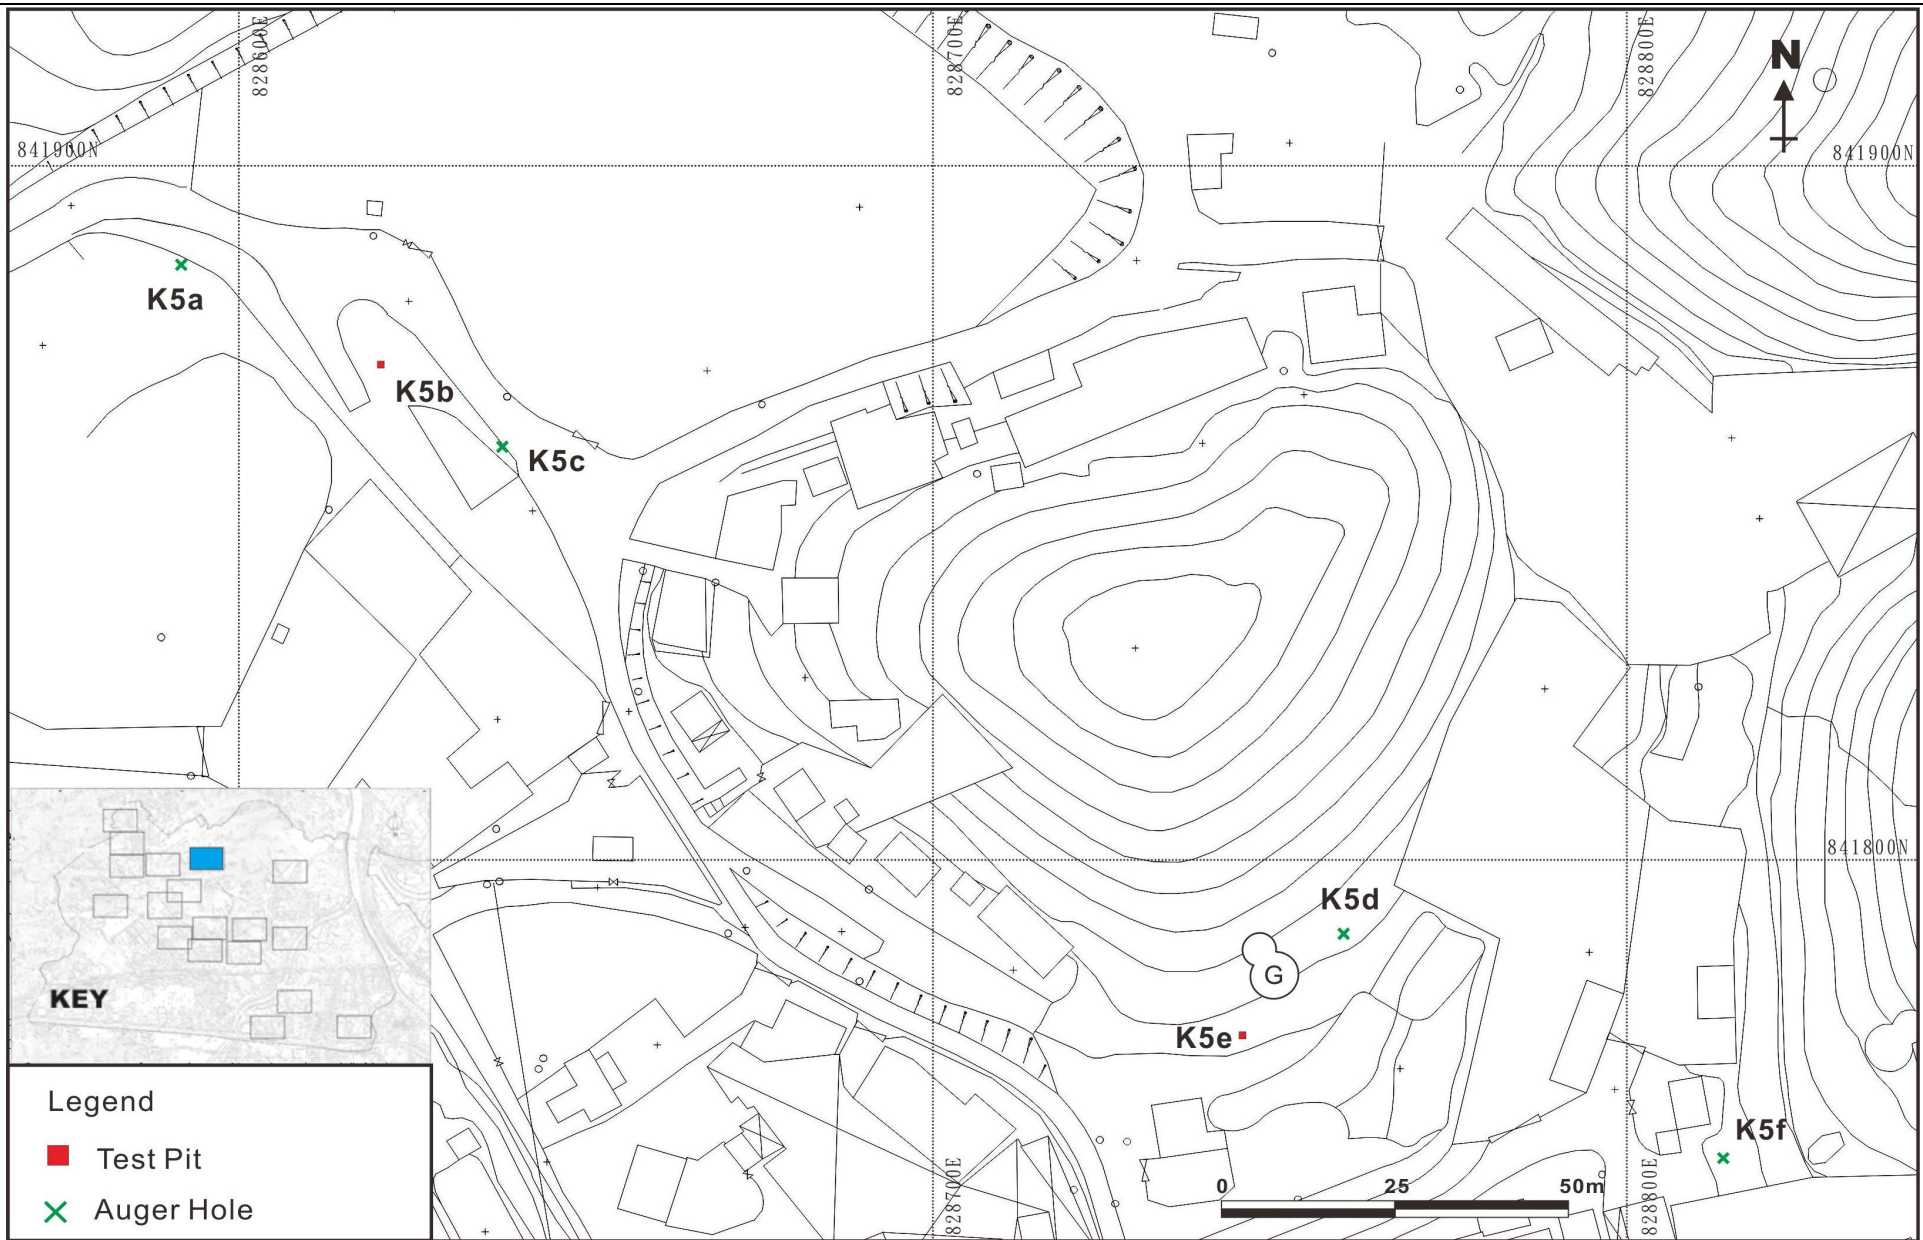 828600E
828700E
828800E
N
841900N
841900N
K5a
K5b
K5c
841800N
K5d
G
K5e
KEY
K5f
Legend
Test Pit
Auger Hole
828700E
828800E
0 25 50m